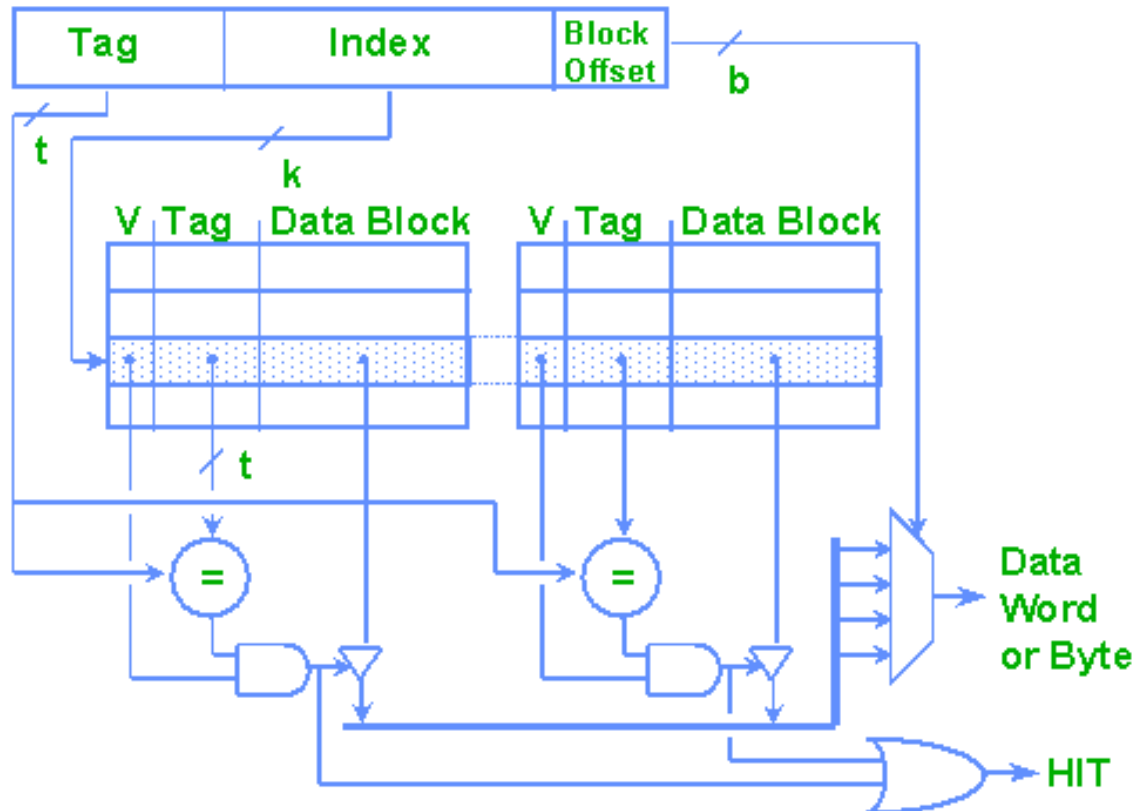 Tag Index Block
Offset
b
t
k
V Tag Data Block V Tag Data Block
t
= =
Data
Word
or Byte
HIT